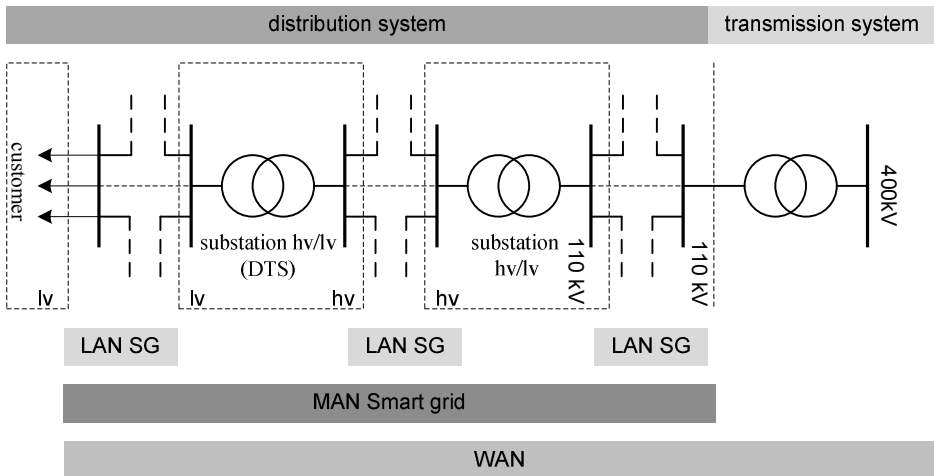 distribution system
transmission system
customer
substation hv/lv
(DTS)
substation
hv/lv
110 kV
110 kV
400kV
lv
lv
hv
hv
LAN SG
LAN SG
LAN SG
MAN Smart grid
WAN